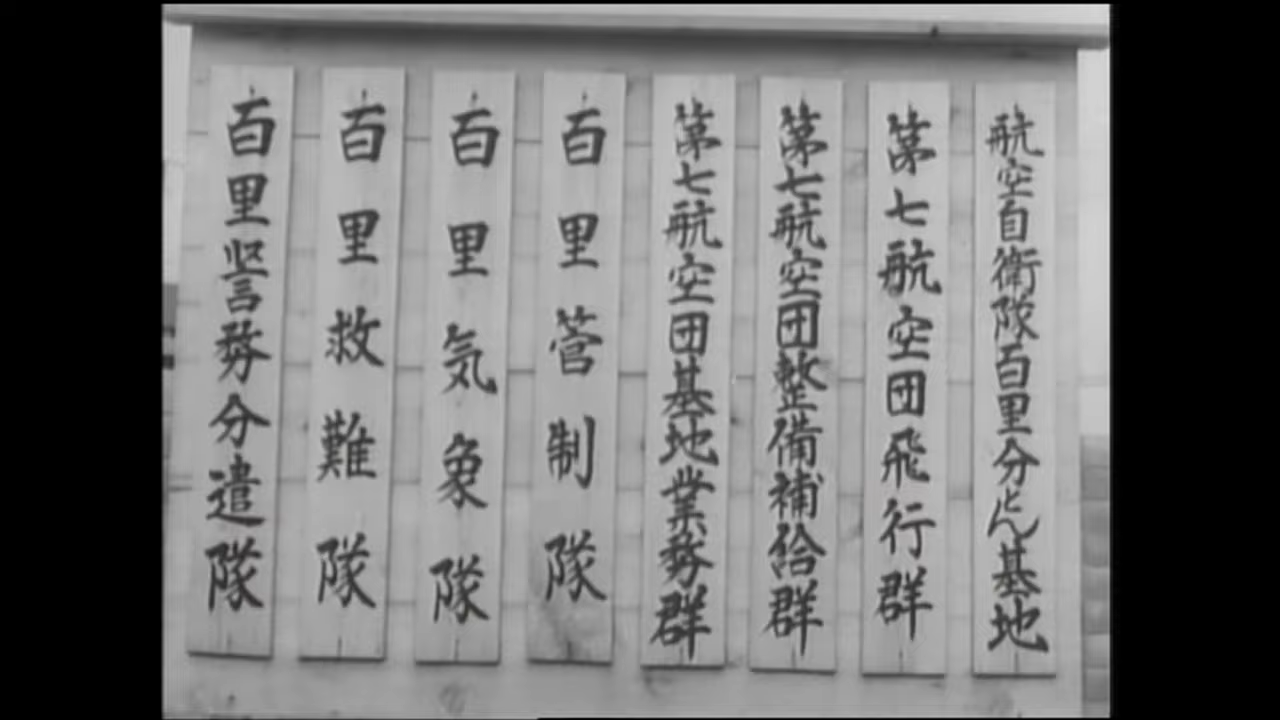 航空自衛隊百里分とん基地
第七航空団飛行群
第七航空団整備補給群
第七航空団基地業務群
百里管制隊
百里気象隊
百里救難隊
百里警務分遣隊